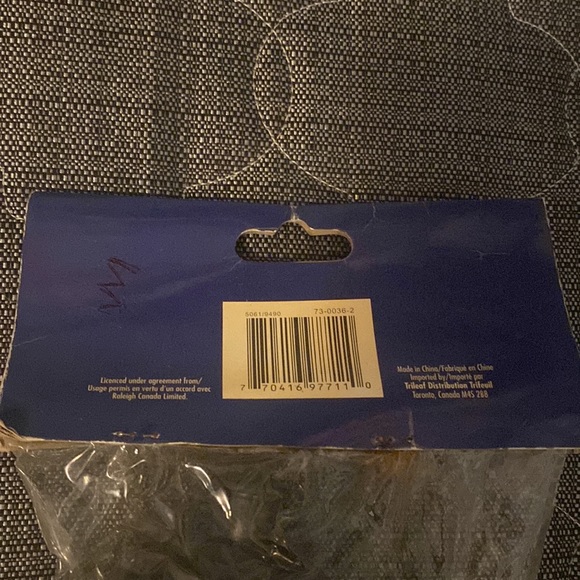 5061/9490 73-0036-2
7 70416 97711 0
Licenced under agreement from/
Usage permis en vertu d'un accord avec
Raleigh Canada Limited.
Made in China/Fabriqué en Chine
Imported by/Importé par
Trileaf Distribution Trifeuil
Toronto, Canada M4S 2B8